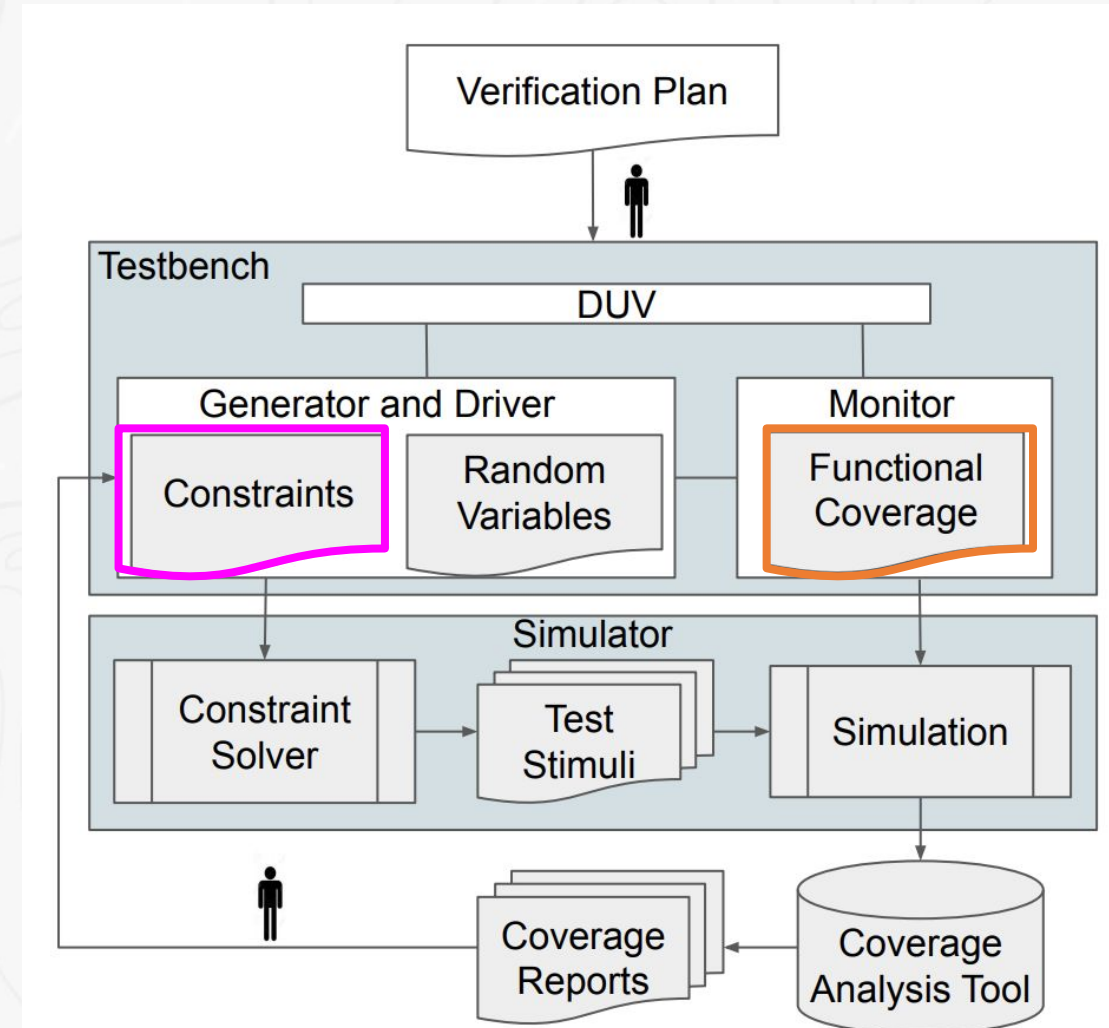 Verification Plan
Testbench
DUV
Generator and Driver
Monitor
Constraints
Random
Variables
Functional
Coverage
Simulator
Constraint
Solver
Test
Stimuli
Simulation
Coverage
Reports
Coverage
Analysis Tool